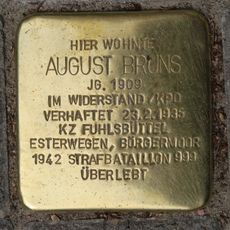 HIER WOHNTE
AUGUST BRUNS
JG. 1909
IM WIDERSTAND/KPD
VERHAFTET 23.2.1935
KZ FUHLSBÜTTEL
ESTERWEGEN, BÜRGERMOOR
1942 STRAFBATAILLON 999
ÜBERLEBT